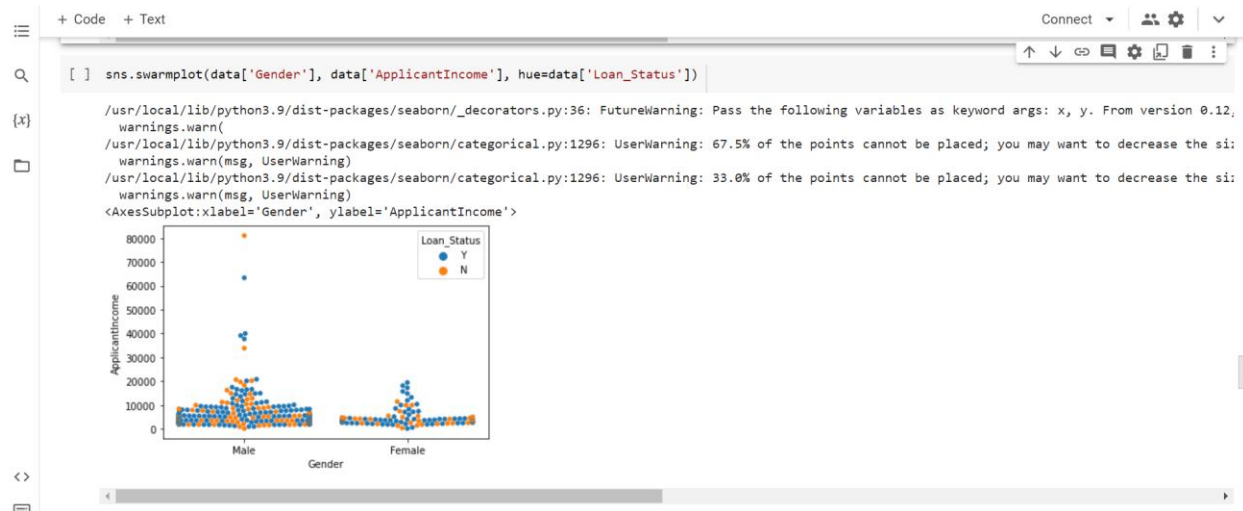 + Code + Text
Connect
[ ] sns.swarmplot(data['Gender'], data['ApplicantIncome'], hue=data['Loan_Status'])
{x}
/usr/local/lib/python3.9/dist-packages/seaborn/_decorators.py:36: FutureWarning: Pass the following variables as keyword args: x, y. From version 0.12,
warnings.warn(
/usr/local/lib/python3.9/dist-packages/seaborn/categorical.py:1296: UserWarning: 67.5% of the points cannot be placed; you may want to decrease the si
warnings.warn(msg, UserWarning)
/usr/local/lib/python3.9/dist-packages/seaborn/categorical.py:1296: UserWarning: 33.0% of the points cannot be placed; you may want to decrease the si
warnings.warn(msg, UserWarning)
<AxesSubplot:xlabel='Gender', ylabel='ApplicantIncome'>
Loan_Status
Y
N
80000
70000
60000
50000
40000
30000
20000
10000
0
ApplicantIncome
Male Female
Gender
<>